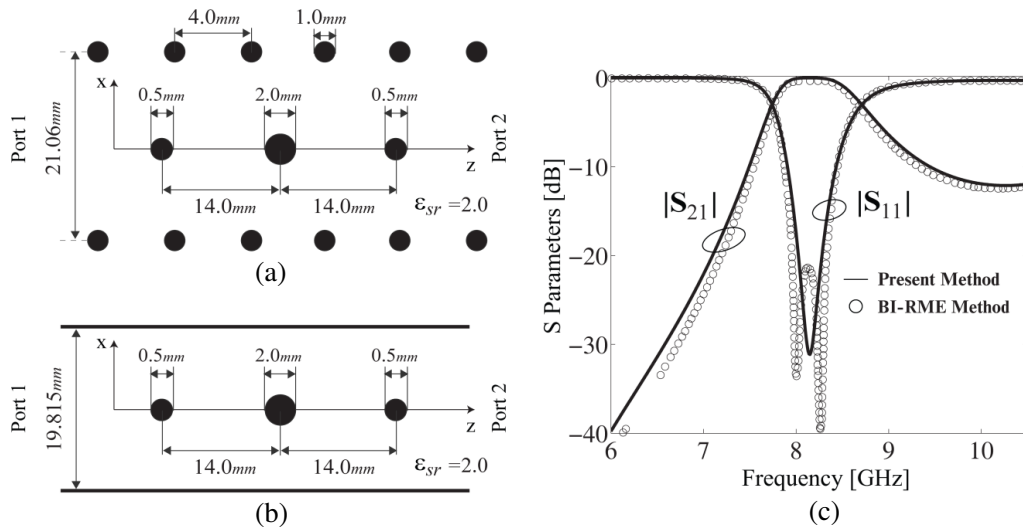 4.0mm
1.0mm
x
0.5mm
2.0mm
0.5mm
Port 1
21.06mm
z
Port 2
14.0mm
14.0mm
εsr =2.0
(a)
x
0.5mm
2.0mm
0.5mm
Port 1
19.815mm
z
Port 2
14.0mm
14.0mm
εsr =2.0
(b)
0
−10
−20
−30
−40
S Parameters [dB]
|S21|
|S11|
Present Method
BI-RME Method
6
7
8
9
10
Frequency [GHz]
(c)